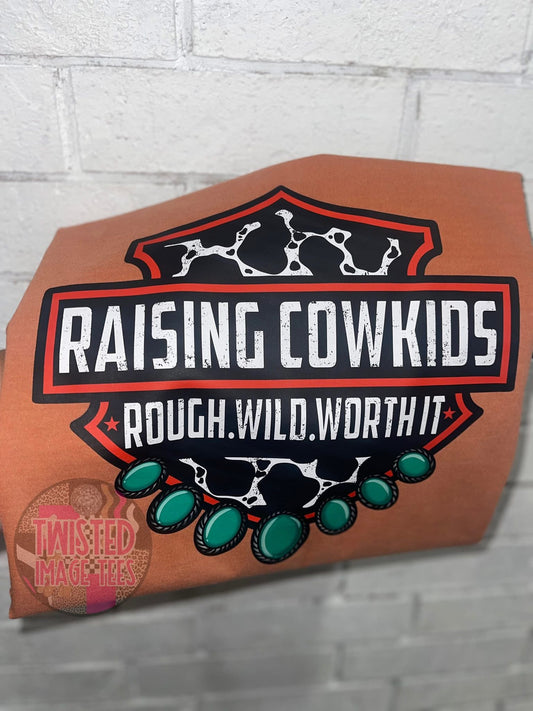 RAISING COWKIDS
ROUGH.WILD.WORTH IT
TWISTED
IMAGE TEES